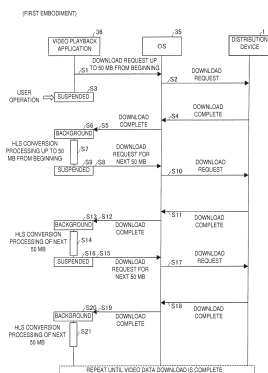 (FIRST EMBODIMENT)
36
35
1
VIDEO PLAYBACK
APPLICATION
OS
DISTRIBUTION
DEVICE
DOWNLOAD REQUEST UP
TO 50 MB FROM BEGINNING
S1
DOWNLOAD
REQUEST
S2
USER
OPERATION
S3
SUSPENDED
DOWNLOAD
COMPLETE
S4
DOWNLOAD
COMPLETE
S6 S5
BACKGROUND
HLS CONVERSION
PROCESSING UP TO 50
MB FROM BEGINNING
S7
DOWNLOAD
REQUEST FOR
NEXT 50 MB
S9 S8
SUSPENDED
DOWNLOAD
REQUEST
S10
S11
DOWNLOAD
COMPLETE
S13 S12
BACKGROUND
DOWNLOAD
COMPLETE
HLS CONVERSION
PROCESSING OF NEXT
50 MB
S14
S16 S15
SUSPENDED
DOWNLOAD
REQUEST FOR
NEXT 50 MB
S17
DOWNLOAD
REQUEST
S18
DOWNLOAD
COMPLETE
S20 S19
BACKGROUND
DOWNLOAD
COMPLETE
HLS CONVERSION
PROCESSING OF NEXT
50 MB
S21
REPEAT UNTIL VIDEO DATA DOWNLOAD IS COMPLETE